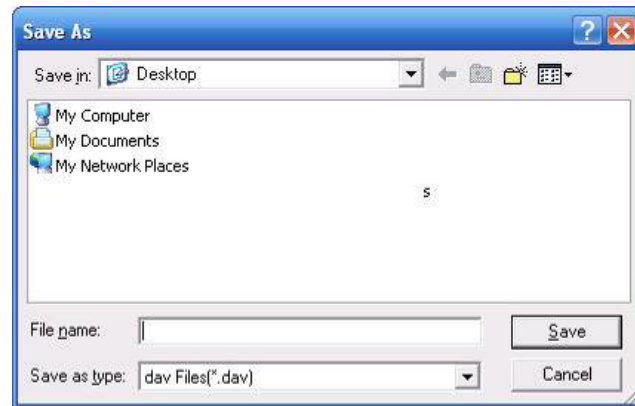 Save As
Save in: Desktop
My Computer
My Documents
My Network Places
s
File name:
Save
Save as type: dav Files(*.dav)
Cancel